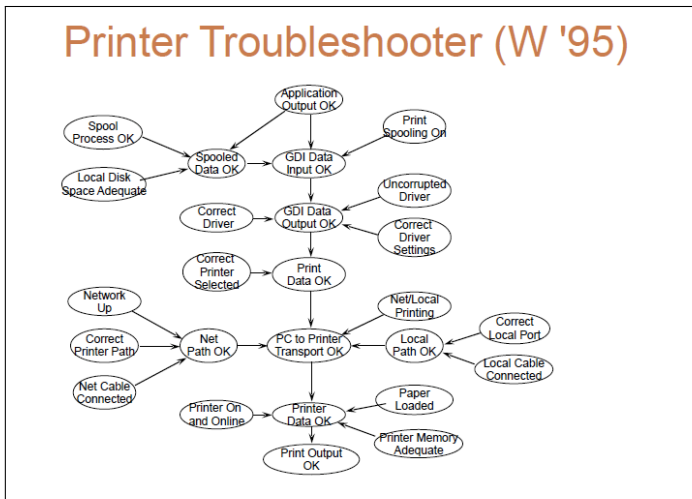 Printer Troubleshooter (W '95)
Application
Output OK
Spool
Process OK
Print
Spooling On
Spooled
Data OK
GDI Data
Input OK
Local Disk
Space Adequate
Uncorrupted
Driver
Correct
Driver
GDI Data
Output OK
Correct
Driver
Settings
Correct
Printer
Selected
Print
Data OK
Network
Up
Net/Local
Printing
Correct
Local Port
Correct
Printer Path
Net
Path OK
PC to Printer
Transport OK
Local
Path OK
Local Cable
Connected
Net Cable
Connected
Paper
Loaded
Printer On
and Online
Printer
Data OK
Printer Memory
Adequate
Print Output
OK